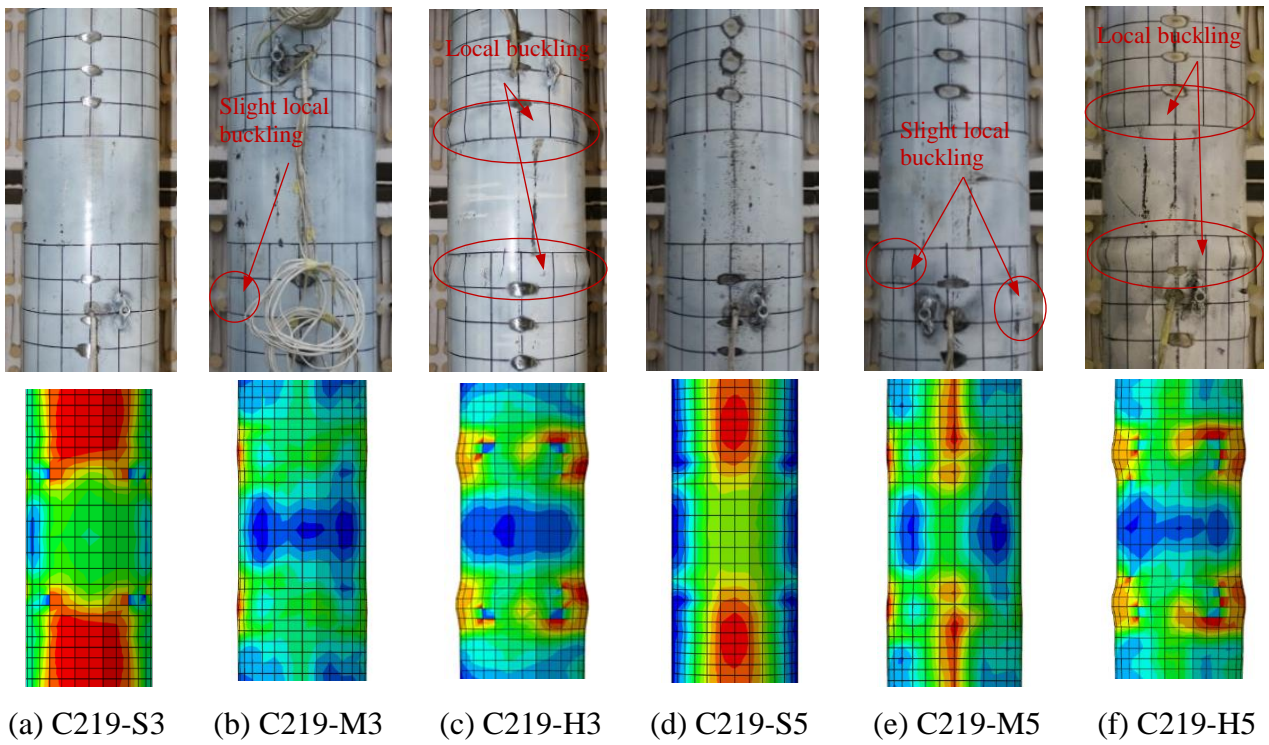 Slight local
buckling
Local buckling
Slight local
buckling
Local buckling
(a) C219-S3
(b) C219-M3
(c) C219-H3
(d) C219-S5
(e) C219-M5
(f) C219-H5